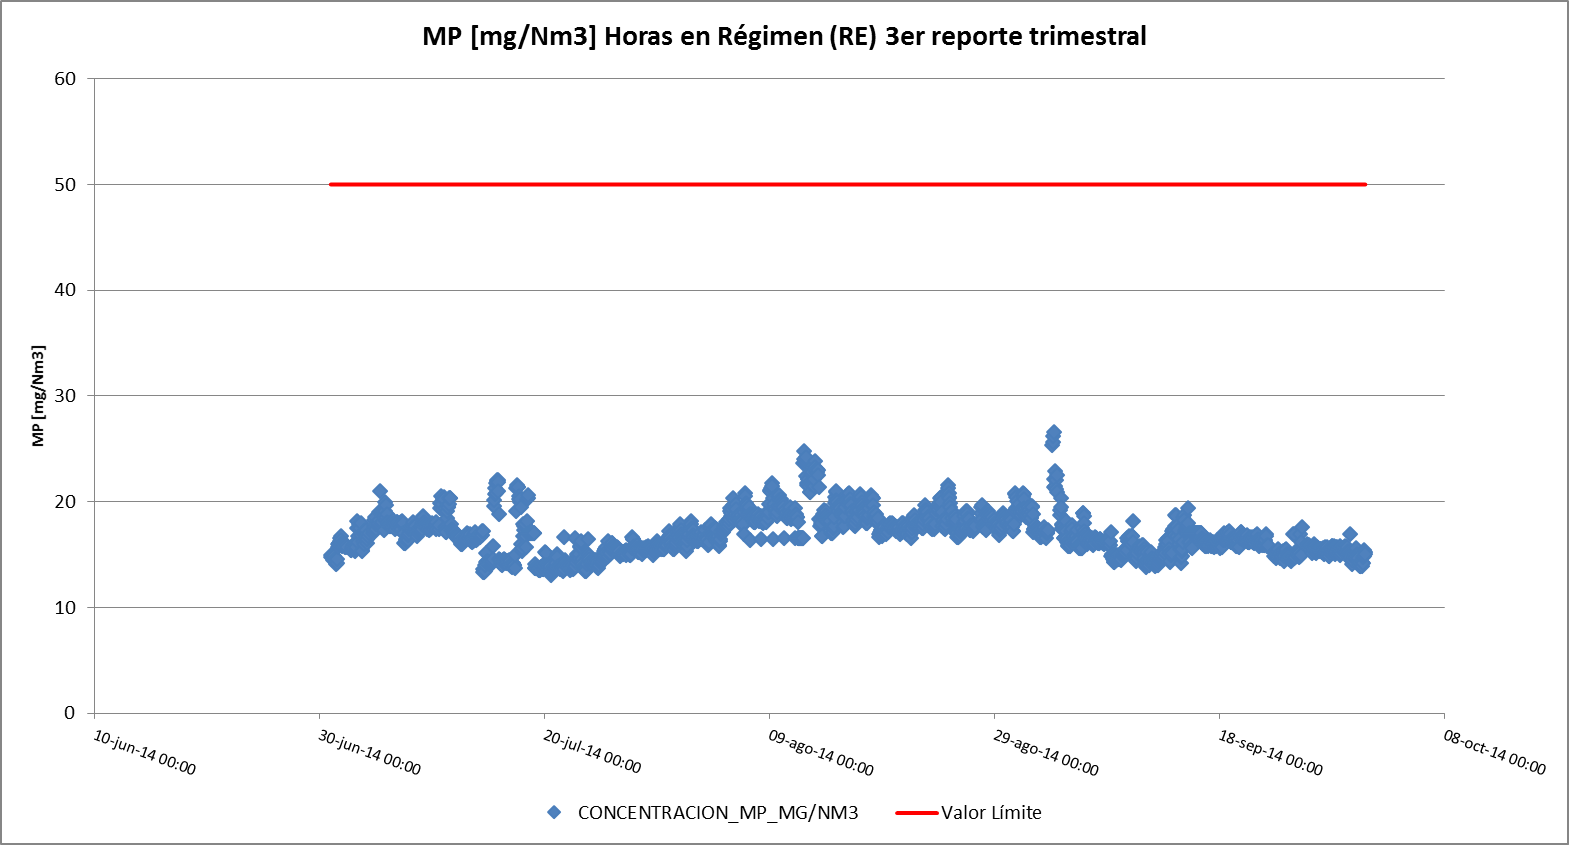 MP [mg/Nm3] Horas en Régimen (RE) 3er reporte trimestral
60
50
40
30
20
10
0
MP [mg/Nm3]
10-jun-14 00:00
30-jun-14 00:00
20-jul-14 00:00
09-ago-14 00:00
29-ago-14 00:00
18-sep-14 00:00
08-oct-14 00:00
CONCENTRACION_MP_MG/NM3
Valor Límite